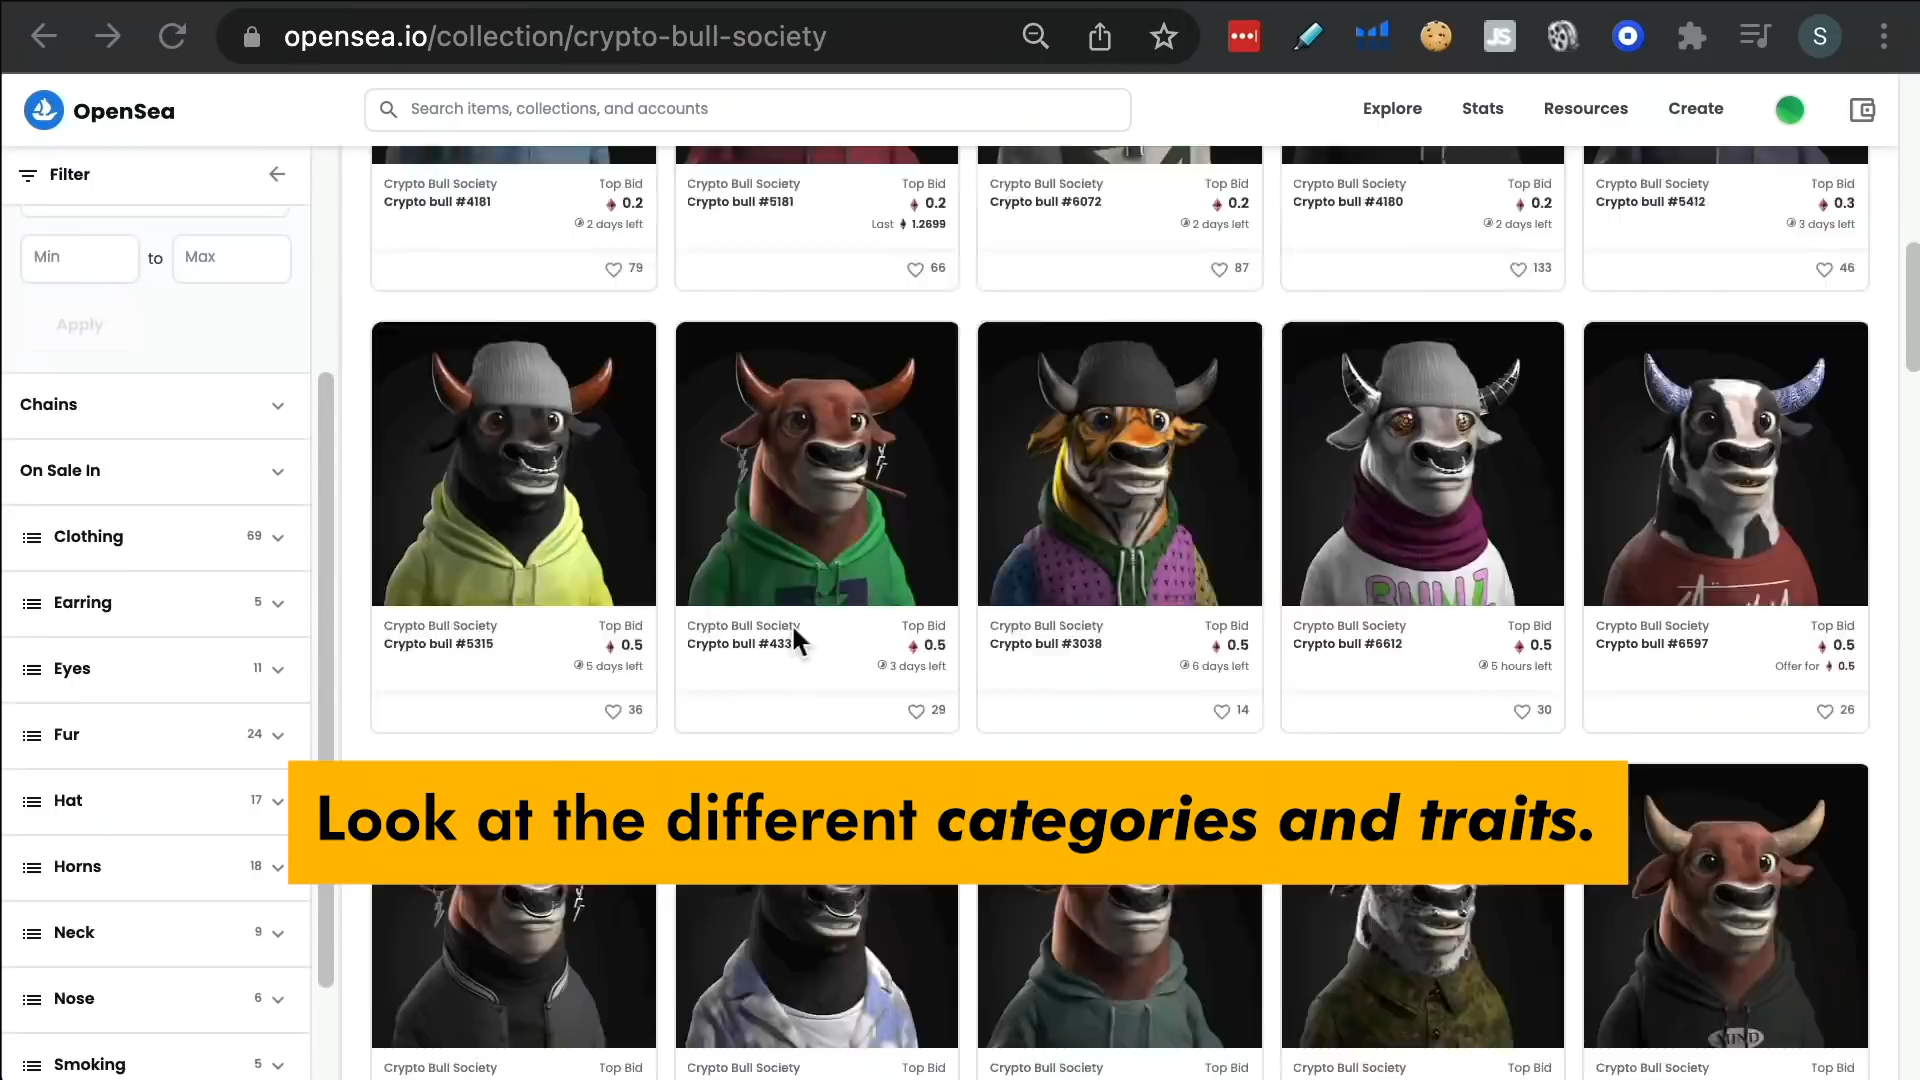 opensea.io/collection/crypto-bull-society
JS
S
OpenSea
Search items, collections, and accounts
Explore
Stats
Resources
Create
Filter
Min
to
Max
Apply
Chains
On Sale In
Clothing 69
Earring 5
Eyes 11
Fur 24
Hat 17
Horns 18
Neck 9
Nose 6
Smoking 5
Crypto Bull Society Top Bid
Crypto bull #4181 0.2
2 days left
79
Crypto Bull Society Top Bid
Crypto bull #5181 0.2
Last 1.2699
66
Crypto Bull Society Top Bid
Crypto bull #6072 0.2
2 days left
87
Crypto Bull Society Top Bid
Crypto bull #4180 0.2
2 days left
133
Crypto Bull Society Top Bid
Crypto bull #5412 0.3
3 days left
46
Crypto Bull Society Top Bid
Crypto bull #5315 0.5
5 days left
36
Crypto Bull Society Top Bid
Crypto bull #433 0.5
3 days left
29
Crypto Bull Society Top Bid
Crypto bull #3038 0.5
6 days left
14
BULLZ
Crypto Bull Society Top Bid
Crypto bull #6612 0.5
5 hours left
30
Crypto Bull Society Top Bid
Crypto bull #6597 0.5
Offer for 0.5
26
Look at the different categories and traits.
MIND
Crypto Bull Society Top Bid
Crypto Bull Society Top Bid
Crypto Bull Society Top Bid
Crypto Bull Society Top Bid
Crypto Bull Society Top Bid